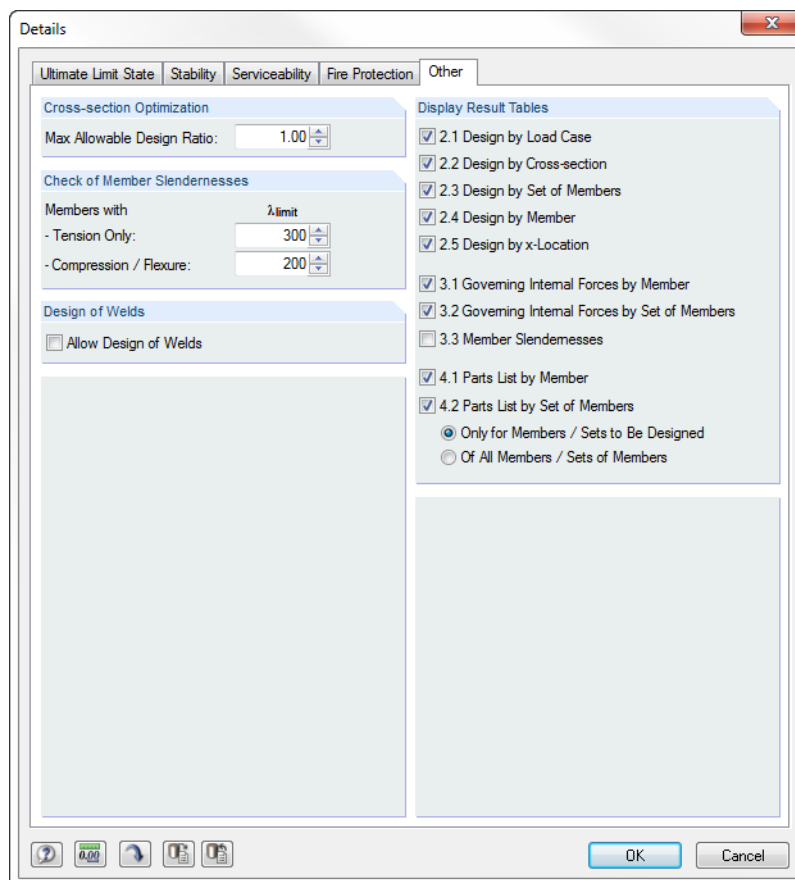 Details
Ultimate Limit State
Stability
Serviceability
Fire Protection
Other
Cross-section Optimization
Max Allowable Design Ratio: 1.00
Check of Member Slendernesses
Members with λlimit
- Tension Only: 300
- Compression / Flexure: 200
Design of Welds
Allow Design of Welds
Display Result Tables
2.1 Design by Load Case
2.2 Design by Cross-section
2.3 Design by Set of Members
2.4 Design by Member
2.5 Design by x-Location
3.1 Governing Internal Forces by Member
3.2 Governing Internal Forces by Set of Members
3.3 Member Slendernesses
4.1 Parts List by Member
4.2 Parts List by Set of Members
Only for Members / Sets to Be Designed
Of All Members / Sets of Members
0.00
OK
Cancel